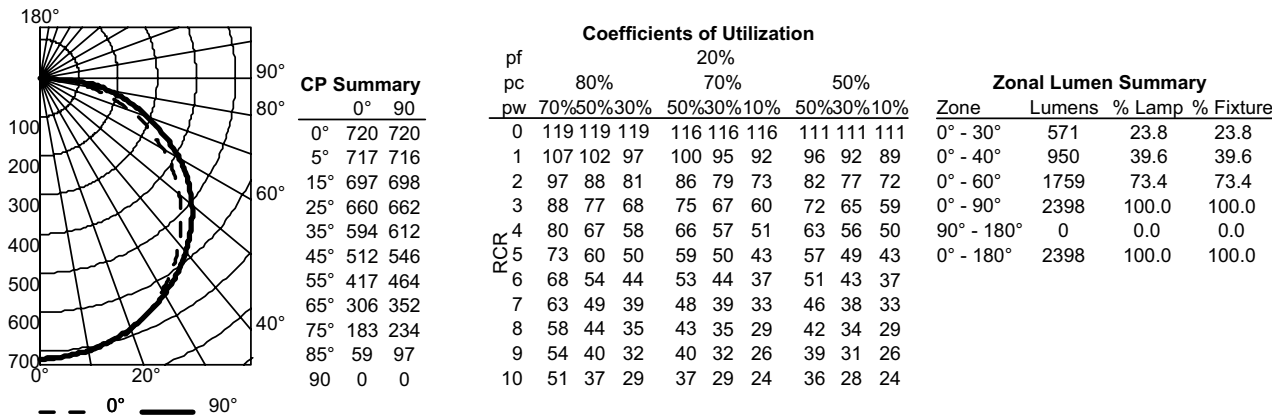 180°
90°
80°
60°
40°
100
200
300
400
500
600
700
0° 20°
0° 90°
CP Summary
0° 90
0° 720 720
5° 717 716
15° 697 698
25° 660 662
35° 594 612
45° 512 546
55° 417 464
65° 306 352
75° 183 234
85° 59 97
90 0 0
Coefficients of Utilization
pf 20%
pc 80% 70% 50%
pw 70%50%30% 50%30%10% 50%30%10%
RCR
0 119 119 119 116 116 116 111 111 111
1 107 102 97 100 95 92 96 92 89
2 97 88 81 86 79 73 82 77 72
3 88 77 68 75 67 60 72 65 59
4 80 67 58 66 57 51 63 56 50
5 73 60 50 59 50 43 57 49 43
6 68 54 44 53 44 37 51 43 37
7 63 49 39 48 39 33 46 38 33
8 58 44 35 43 35 29 42 34 29
9 54 40 32 40 32 26 39 31 26
10 51 37 29 37 29 24 36 28 24
Zonal Lumen Summary
Zone Lumens % Lamp % Fixture
0° - 30° 571 23.8 23.8
0° - 40° 950 39.6 39.6
0° - 60° 1759 73.4 73.4
0° - 90° 2398 100.0 100.0
90° - 180° 0 0.0 0.0
0° - 180° 2398 100.0 100.0